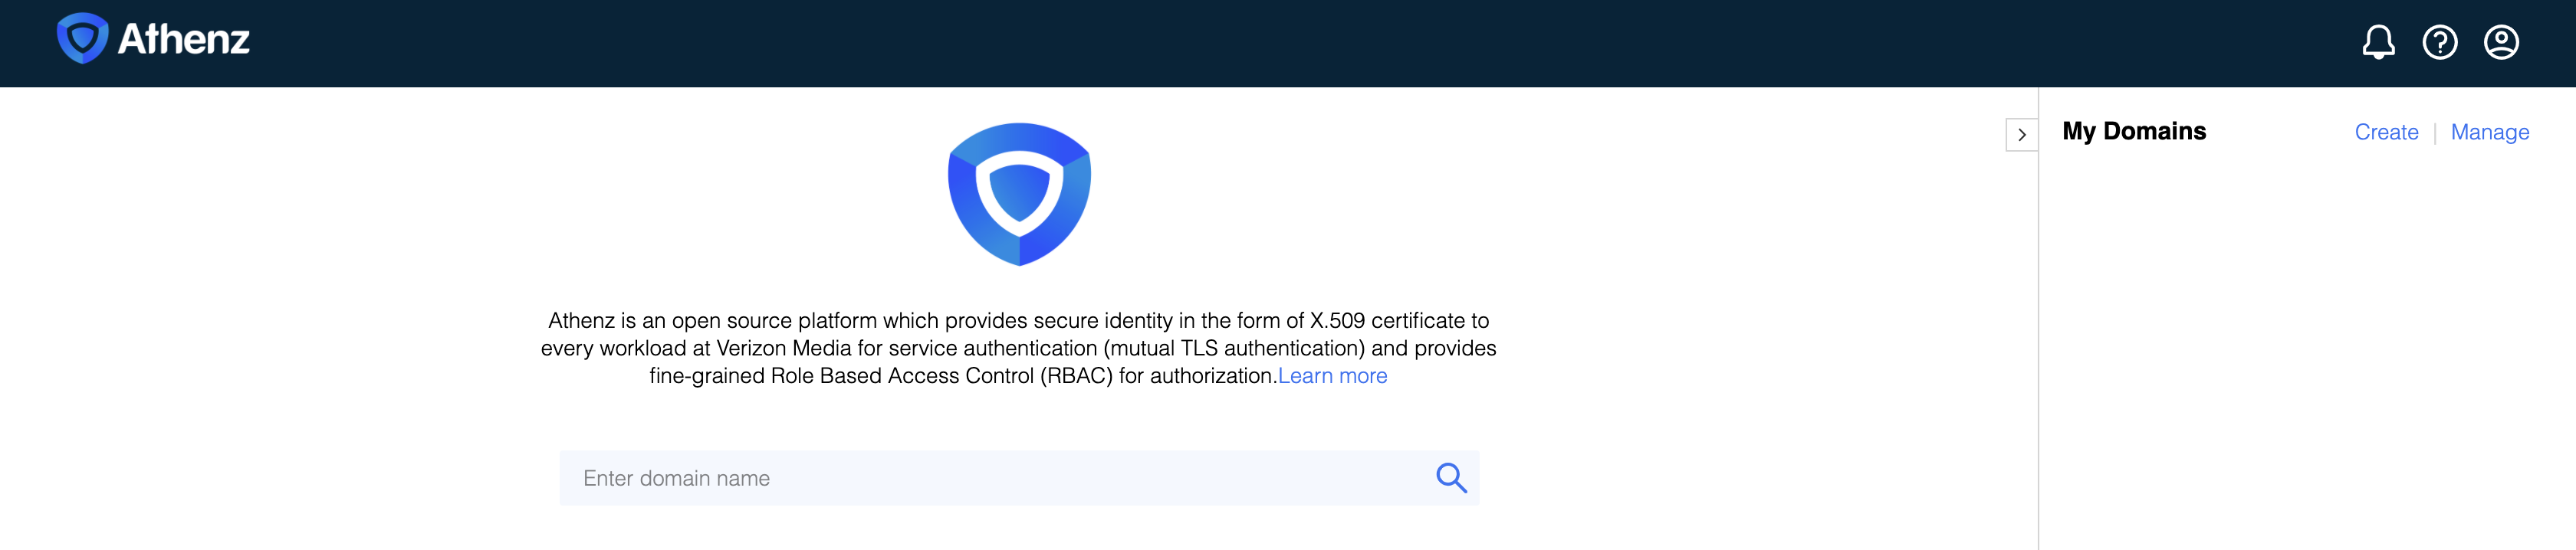 Athenz
My Domains
Create | Manage
Athenz is an open source platform which provides secure identity in the form of X.509 certificate to
every workload at Verizon Media for service authentication (mutual TLS authentication) and provides
fine-grained Role Based Access Control (RBAC) for authorization.Learn more
Enter domain name